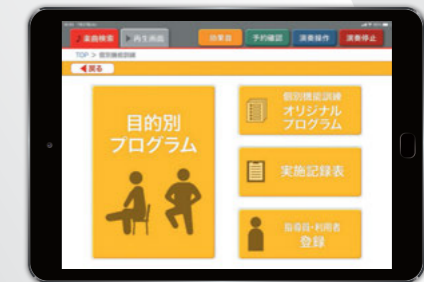 楽曲検索
再生画面
効果音
予約確認
演奏操作
演奏停止
TOP > 個別機能訓練
戻る
目的別
プログラム
個別機能訓練
オリジナル
プログラム
実施記録表
指導員・利用者
登録